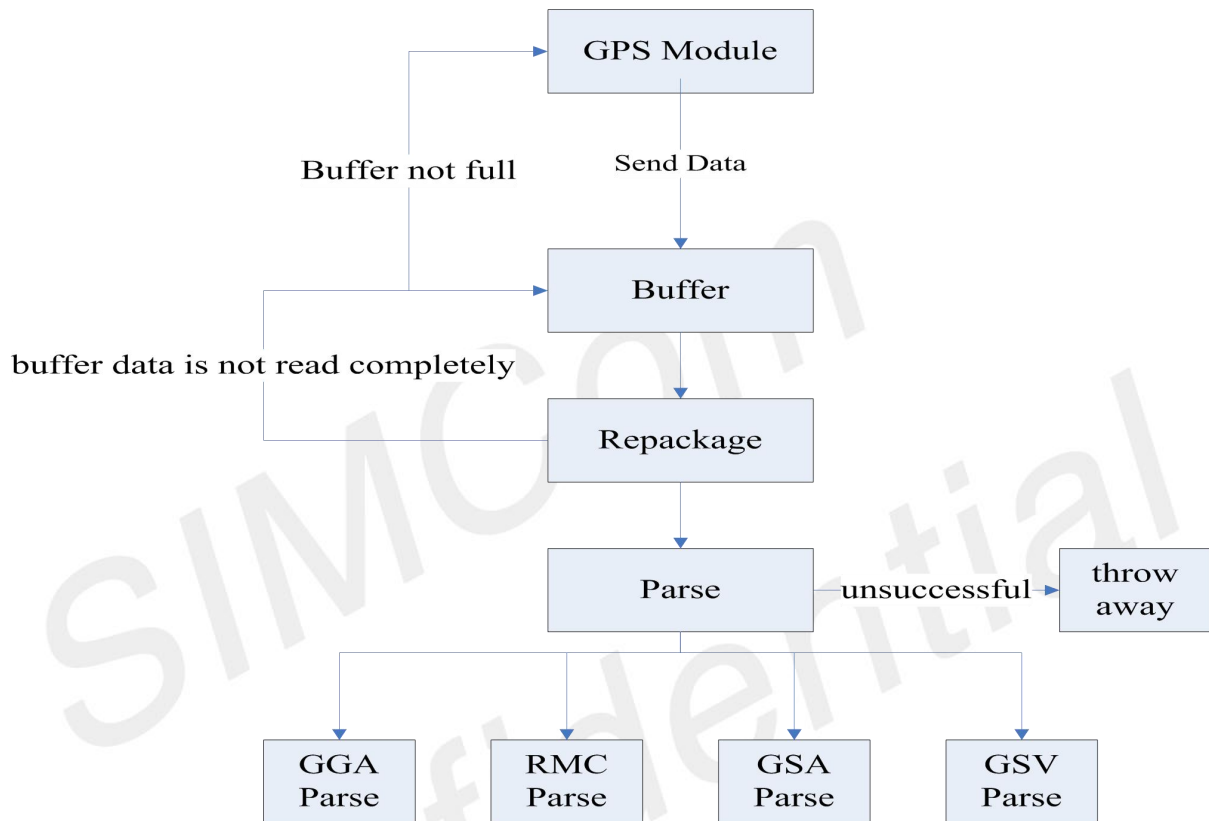 GPS Module
Buffer not full
Send Data
Buffer
buffer data is not read completely
Repackage
Parse
unsuccessful
throw
away
GGA
Parse
RMC
Parse
GSA
Parse
GSV
Parse
SIMCom
fidential